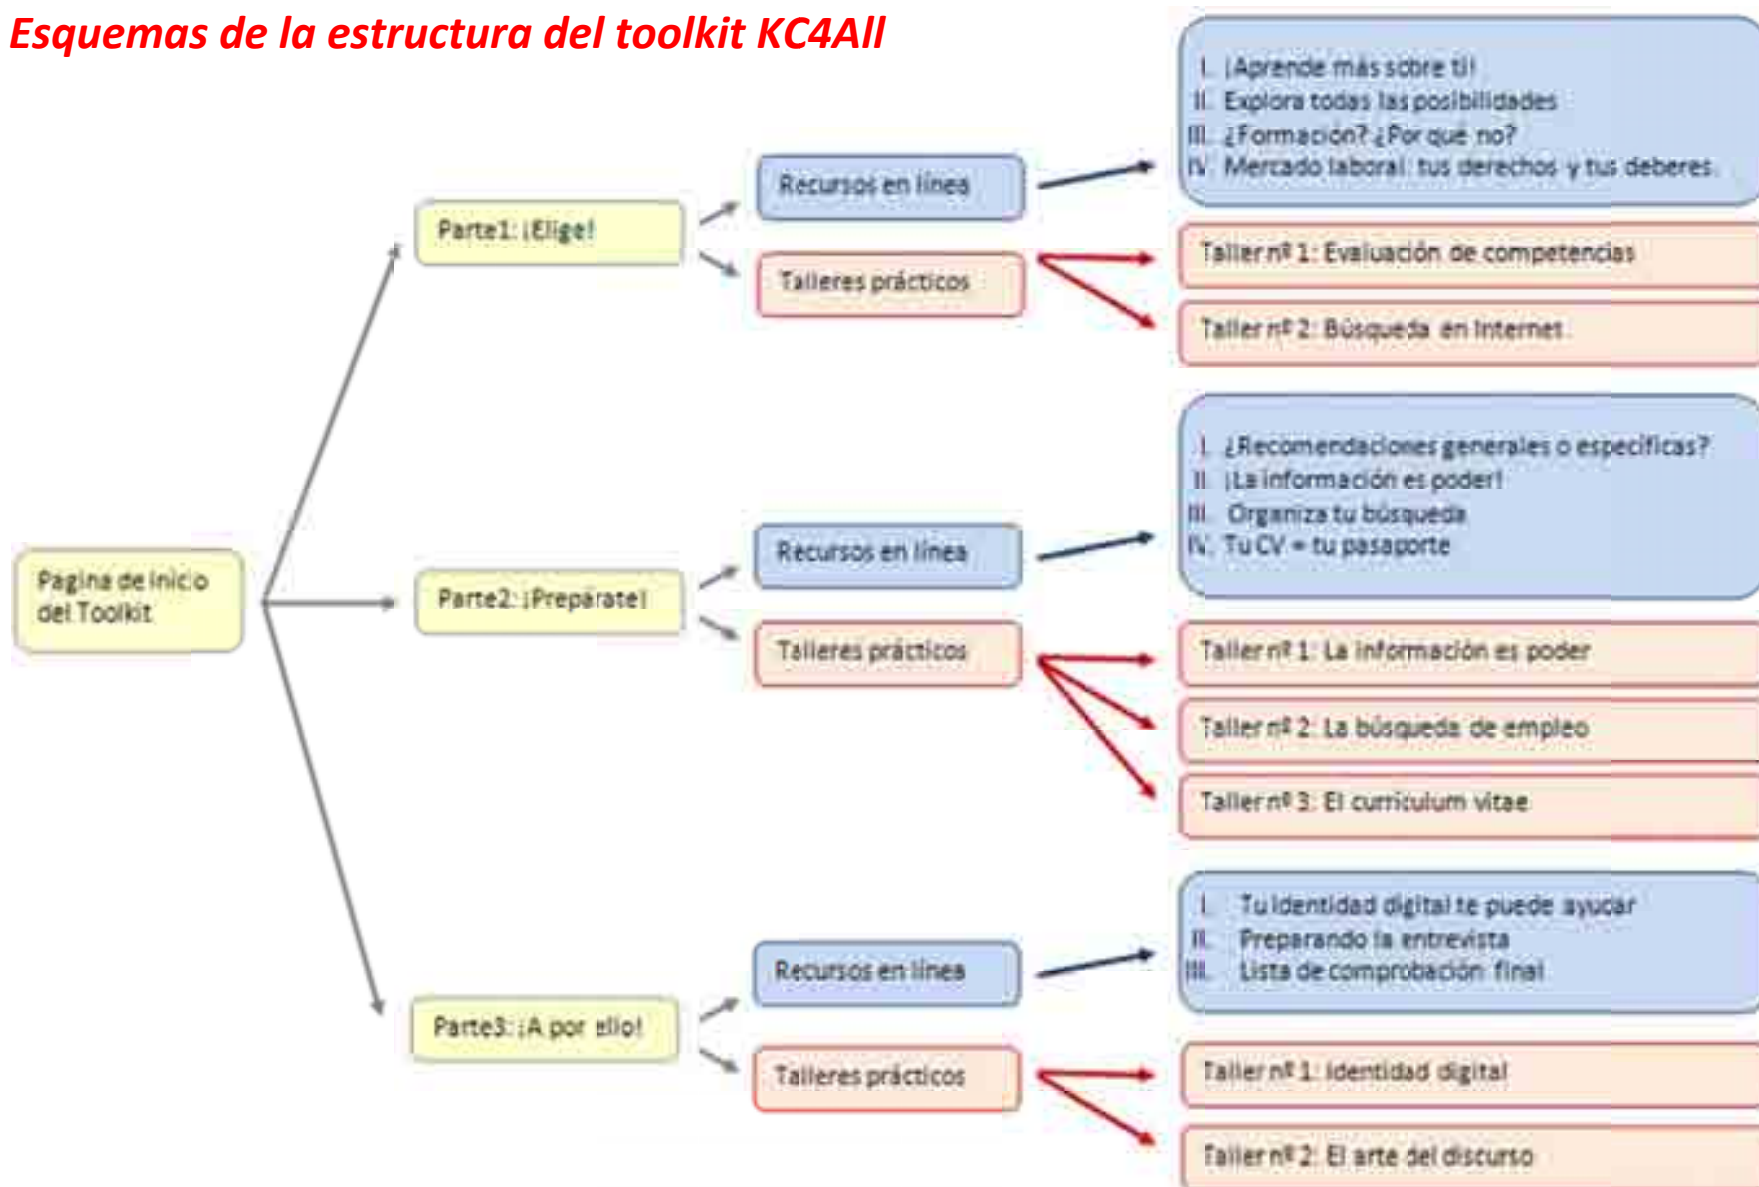 Esquemas de la estructura del toolkit KC4All
Pagina de inicio
del Toolkit
Parte1: ¡Elige!
Recursos en línea
I. ¡Aprende más sobre ti!
II. Explora todas las posibilidades
III. ¿Formación? ¿Por qué no?
IV. Mercado laboral: tus derechos y tus deberes.
Talleres prácticos
Taller nº 1: Evaluación de competencias
Taller nº 2: Búsqueda en Internet
Parte2: ¡Prepárate!
Recursos en línea
I. ¿Recomendaciones generales o específicas?
II. ¡La información es poder!
III. Organiza tu búsqueda
IV. Tu CV = tu pasaporte
Talleres prácticos
Taller nº 1: La información es poder
Taller nº 2: La búsqueda de empleo
Taller nº 3: El currículum vitae
Parte3: ¡A por ello!
Recursos en línea
I. Tu identidad digital te puede ayudar
II. Preparando la entrevista
III. Lista de comprobación final
Talleres prácticos
Taller nº 1: Identidad digital
Taller nº 2: El arte del discurso